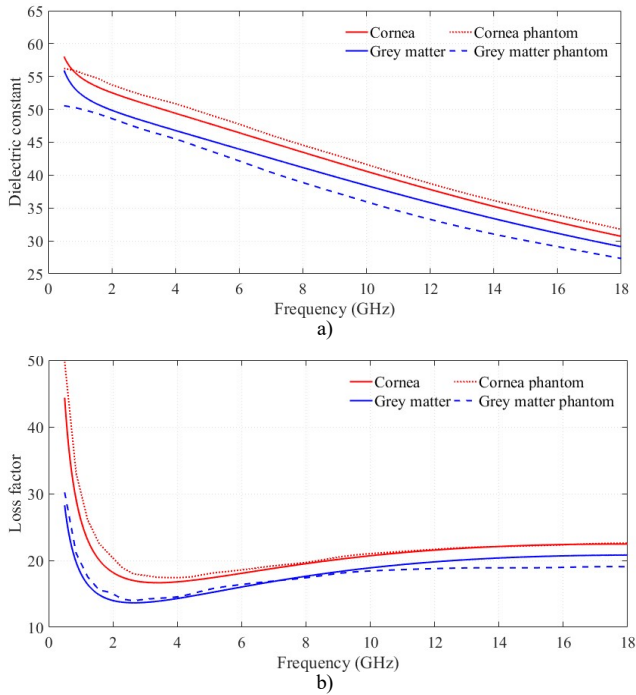 65
60
55
50
45
40
35
30
25
Dielectric constant
Cornea
Cornea phantom
Grey matter
Grey matter phantom
0 2 4 6 8 10 12 14 16 18
Frequency (GHz)
a)
50
40
30
20
10
Loss factor
Cornea
Cornea phantom
Grey matter
Grey matter phantom
0 2 4 6 8 10 12 14 16 18
Frequency (GHz)
b)